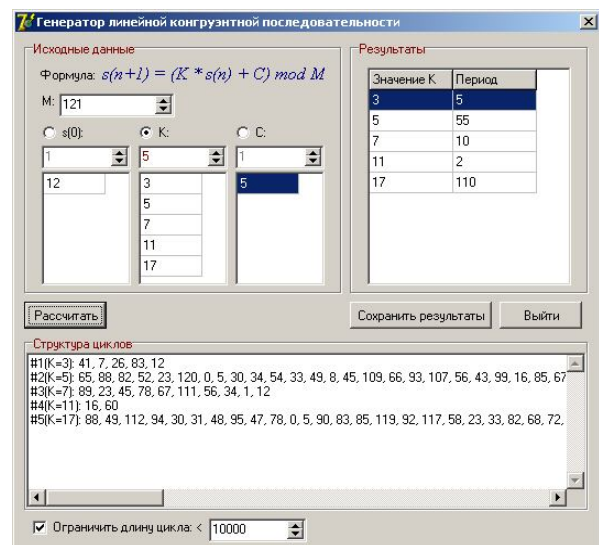 Генератор линейной конгруэнтной последовательности
Исходные данные
Формула: s(n+1) = (K * s(n) + C) mod M
M: 121
s(0): K: C:
1 5 1
12 3 5
5
7
11
17
Результаты
Значение K Период
3 5
5 55
7 10
11 2
17 110
Рассчитать Сохранить результаты Выйти
Структура циклов
#1(K=3): 41, 7, 26, 83, 12
#2(K=5): 65, 88, 82, 52, 23, 120, 0, 5, 30, 34, 54, 33, 49, 8, 45, 109, 66, 93, 107, 56, 43, 99, 16, 85, 67
#3(K=7): 89, 23, 45, 78, 67, 111, 56, 34, 1, 12
#4(K=11): 16, 60
#5(K=17): 88, 49, 112, 94, 30, 31, 48, 95, 47, 78, 0, 5, 90, 83, 85, 119, 92, 117, 58, 23, 33, 82, 68, 72,
Ограничить длину цикла: < 10000